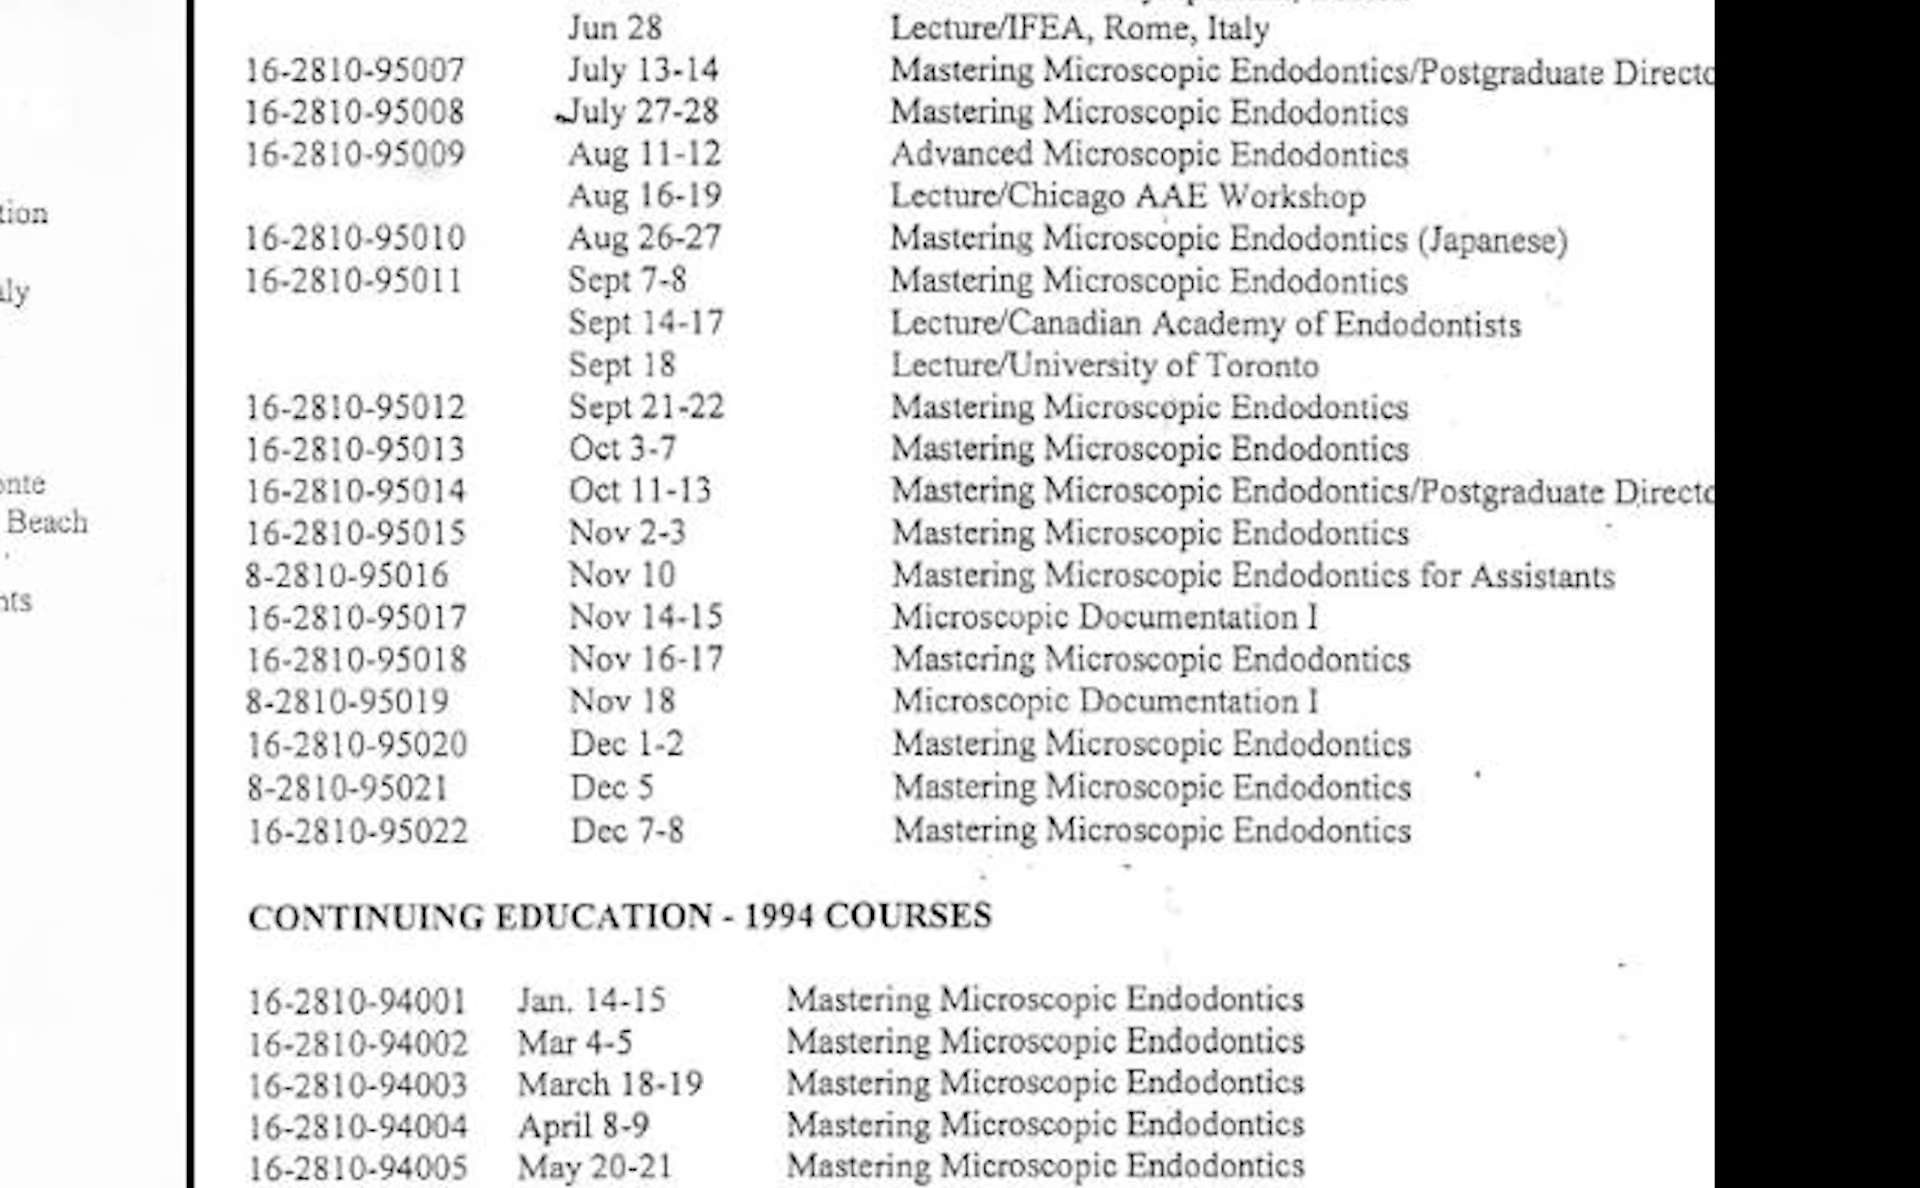 Jun 28 Lecture/IFEA, Rome, Italy
16-2810-95007 July 13-14 Mastering Microscopic Endodontics/Postgraduate Directo
16-2810-95008 July 27-28 Mastering Microscopic Endodontics
16-2810-95009 Aug 11-12 Advanced Microscopic Endodontics
Aug 16-19 Lecture/Chicago AAE Workshop
tion
16-2810-95010 Aug 26-27 Mastering Microscopic Endodontics (Japanese)
16-2810-95011 Sept 7-8 Mastering Microscopic Endodontics
aly
Sept 14-17 Lecture/Canadian Academy of Endodontists
Sept 18 Lecture/University of Toronto
16-2810-95012 Sept 21-22 Mastering Microscopic Endodontics
16-2810-95013 Oct 3-7 Mastering Microscopic Endodontics
onte
16-2810-95014 Oct 11-13 Mastering Microscopic Endodontics/Postgraduate Directo
Beach
16-2810-95015 Nov 2-3 Mastering Microscopic Endodontics
8-2810-95016 Nov 10 Mastering Microscopic Endodontics for Assistants
nts
16-2810-95017 Nov 14-15 Microscopic Documentation I
16-2810-95018 Nov 16-17 Mastering Microscopic Endodontics
8-2810-95019 Nov 18 Microscopic Documentation I
16-2810-95020 Dec 1-2 Mastering Microscopic Endodontics
8-2810-95021 Dec 5 Mastering Microscopic Endodontics
16-2810-95022 Dec 7-8 Mastering Microscopic Endodontics
CONTINUING EDUCATION - 1994 COURSES
16-2810-94001 Jan. 14-15 Mastering Microscopic Endodontics
16-2810-94002 Mar 4-5 Mastering Microscopic Endodontics
16-2810-94003 March 18-19 Mastering Microscopic Endodontics
16-2810-94004 April 8-9 Mastering Microscopic Endodontics
16-2810-94005 May 20-21 Mastering Microscopic Endodontics